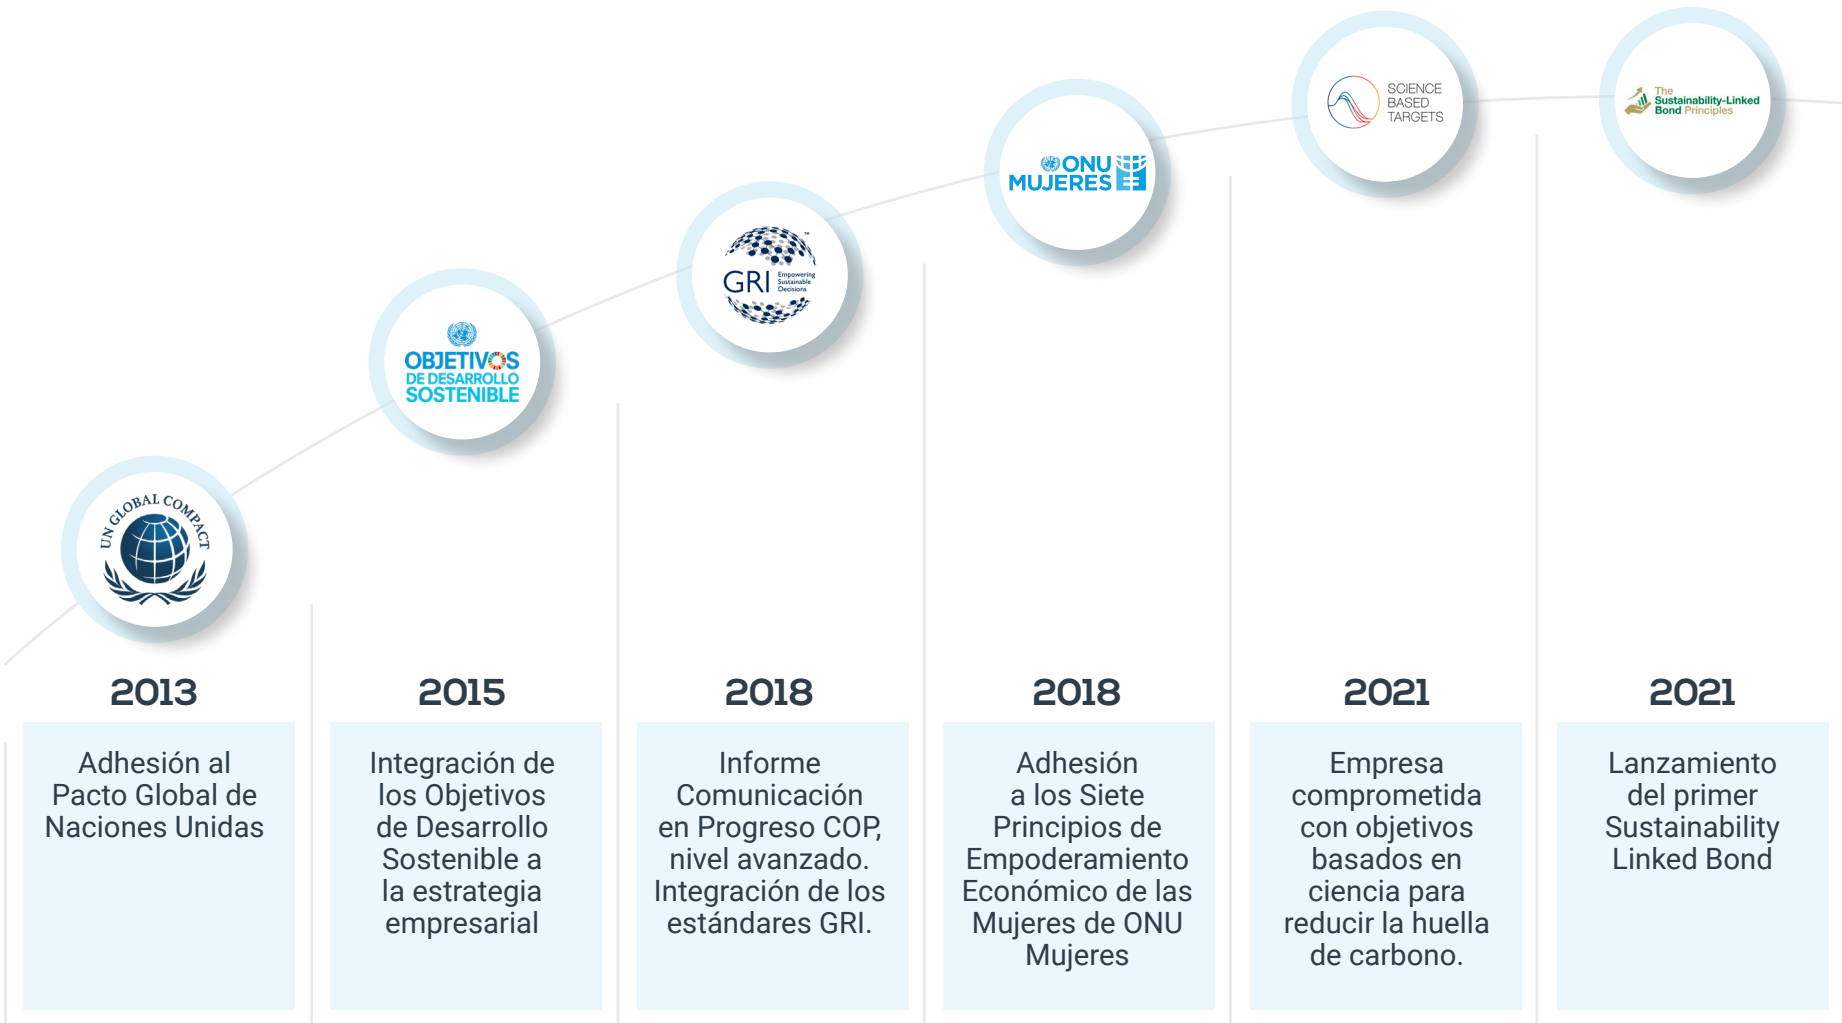 SCIENCE
BASED
TARGETS
The
Sustainability-Linked
Bond Principles
ONU
MUJERES
™
GRI
Empowering
Sustainable
Decisions
OBJETIVOS
DE DESARROLLO
SOSTENIBLE
UN GLOBAL COMPACT
2013
Adhesión al
Pacto Global de
Naciones Unidas
2015
Integración de
los Objetivos
de Desarrollo
Sostenible a
la estrategia
empresarial
2018
Informe
Comunicación
en Progreso COP,
nivel avanzado.
Integración de los
estándares GRI.
2018
Adhesión
a los Siete
Principios de
Empoderamiento
Económico de las
Mujeres de ONU
Mujeres
2021
Empresa
comprometida
con objetivos
basados en
ciencia para
reducir la huella
de carbono.
2021
Lanzamiento
del primer
Sustainability
Linked Bond